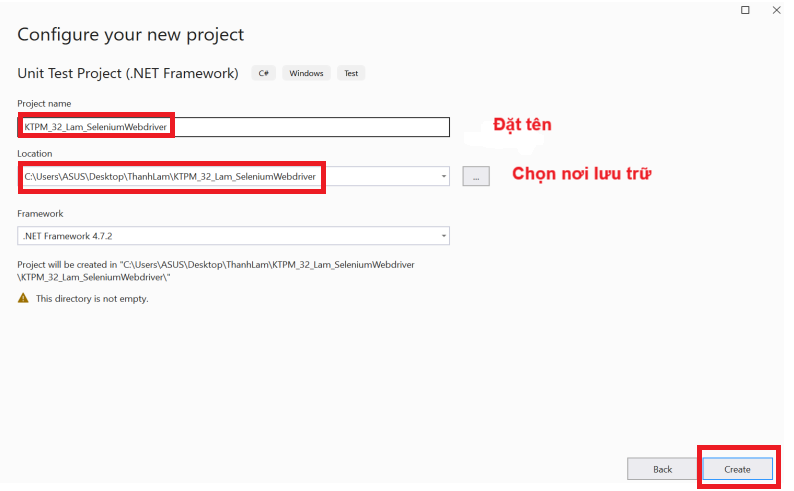 Configure your new project
Unit Test Project (.NET Framework) C# Windows Test
Project name
KTPM_32_Lam_SeleniumWebdriver
Đặt tên
Location
C:\Users\ASUS\Desktop\ThanhLam\KTPM_32_Lam_SeleniumWebdriver
...
Chọn nơi lưu trữ
Framework
.NET Framework 4.7.2
Project will be created in "C:\Users\ASUS\Desktop\ThanhLam\KTPM_32_Lam_SeleniumWebdriver
\KTPM_32_Lam_SeleniumWebdriver\"
This directory is not empty.
Back Create